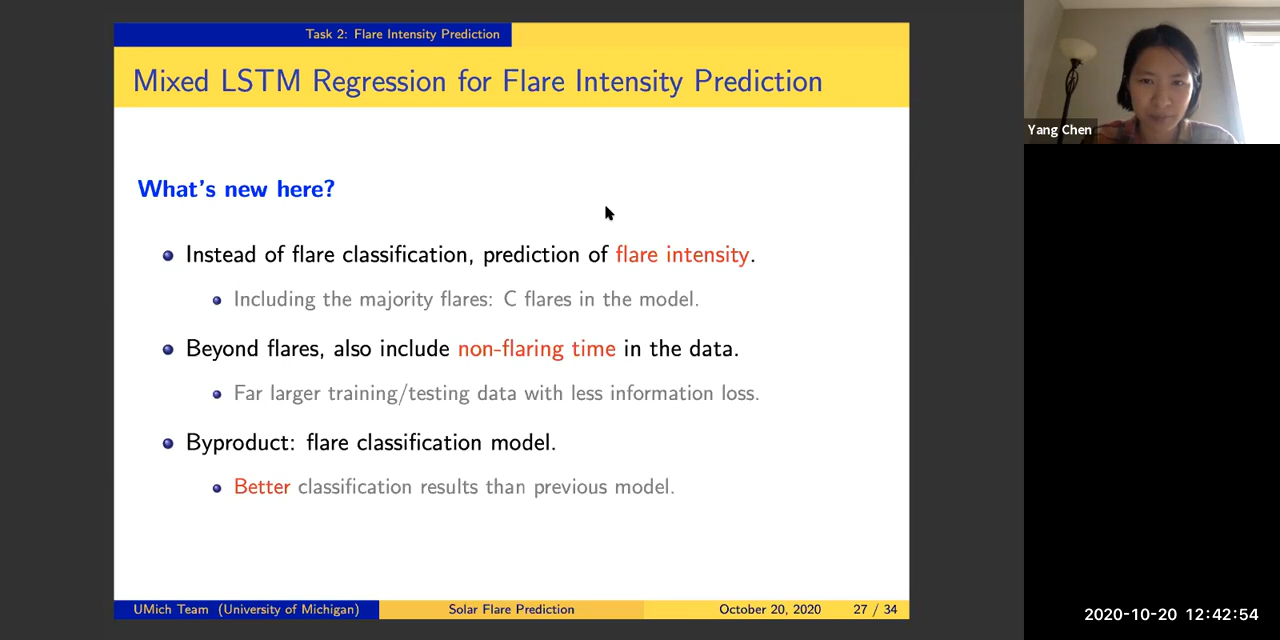 Task 2: Flare Intensity Prediction
Mixed LSTM Regression for Flare Intensity Prediction
What's new here?
Instead of flare classification, prediction of flare intensity.
Including the majority flares: C flares in the model.
Beyond flares, also include non-flaring time in the data.
Far larger training/testing data with less information loss.
Byproduct: flare classification model.
Better classification results than previous model.
UMich Team (University of Michigan)
Solar Flare Prediction
October 20, 2020
27 / 34
Yang Chen
2020-10-20 12:42:54